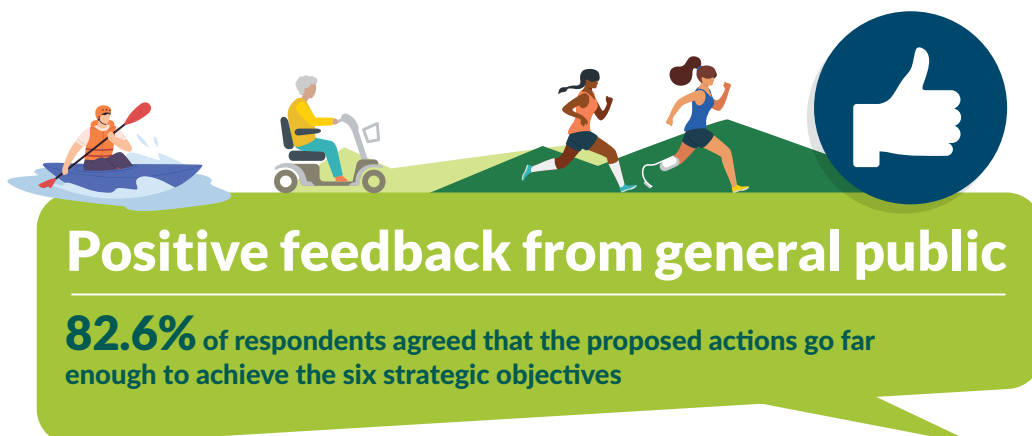 Positive feedback from general public
82.6% of respondents agreed that the proposed actions go far
enough to achieve the six strategic objectives